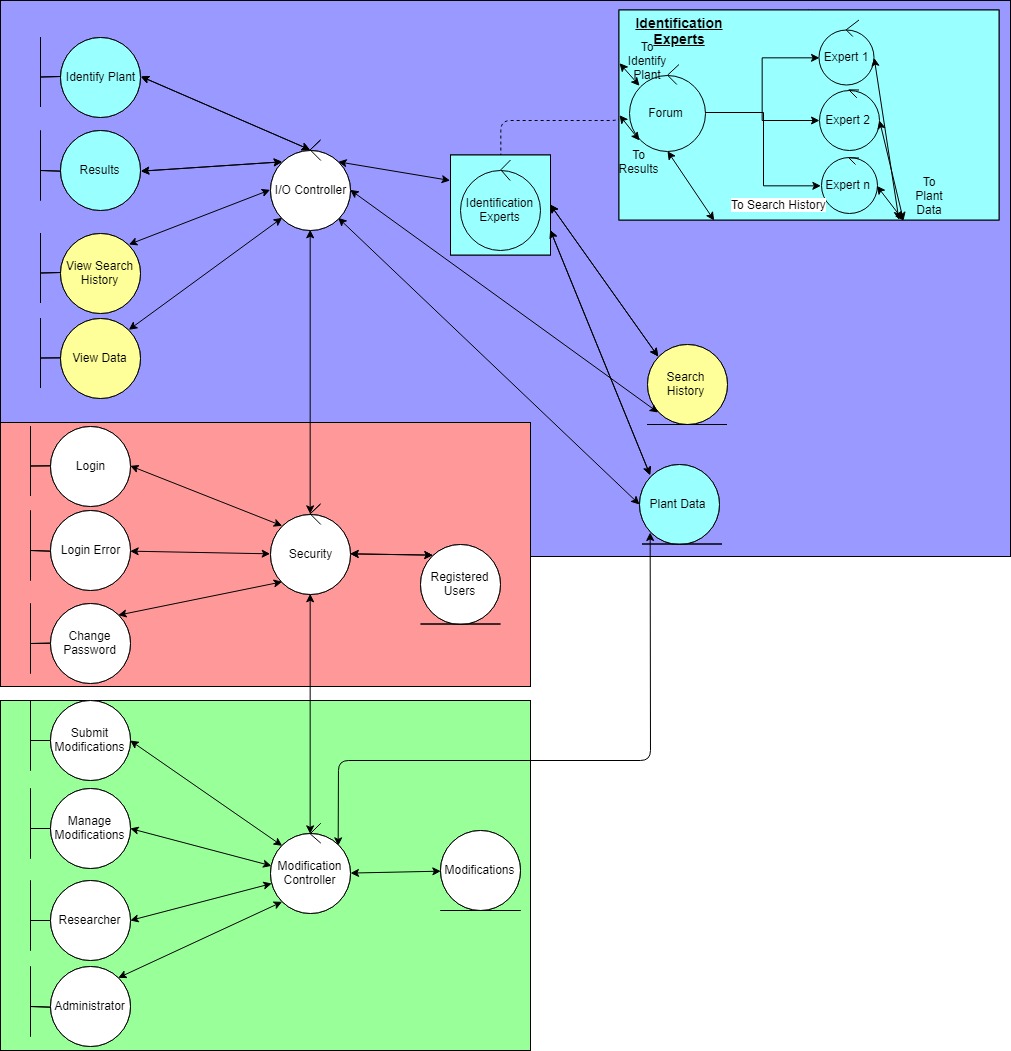 Identification
Experts
To
Identify
Plant
Forum
To
Results
Expert 1
Expert 2
Expert n
To Search History
To
Plant
Data
Identify Plant
Results
View Search
History
View Data
I/O Controller
Identification
Experts
Search
History
Plant Data
Login
Login Error
Change
Password
Security
Registered
Users
Submit
Modifications
Manage
Modifications
Researcher
Administrator
Modification
Controller
Modifications